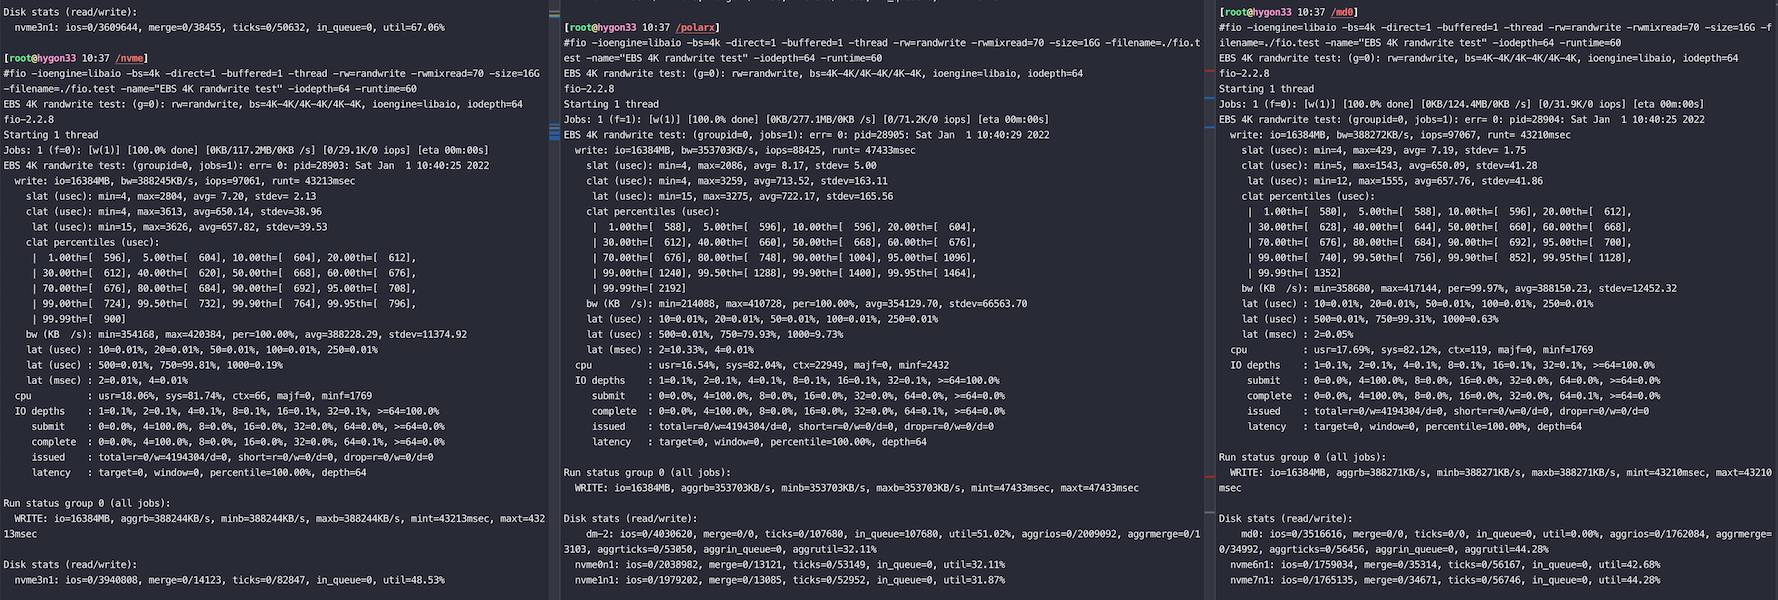 Disk stats (read/write):
  nvme3n1: ios=0/3609644, merge=0/38455, ticks=0/50632, in_queue=0, util=67.06%

[root@hygon33 10:37 /nvme]
#fio -ioengine=libaio -bs=4k -direct=1 -buffered=1 -thread -rw=randwrite -rwmixread=70 -size=16G
-filename=./fio.test -name="EBS 4K randwrite test" -iodepth=64 -runtime=60
EBS 4K randwrite test: (g=0): rw=randwrite, bs=4K-4K/4K-4K/4K-4K, ioengine=libaio, iodepth=64
fio-2.2.8
Starting 1 thread
Jobs: 1 (f=0): [w(1)] [100.0% done] [0KB/117.2MB/0KB /s] [0/29.1K/0 iops] [eta 00m:00s]
EBS 4K randwrite test: (groupid=0, jobs=1): err= 0: pid=28903: Sat Jan  1 10:40:25 2022
  write: io=16384MB, bw=388245KB/s, iops=97061, runt= 43213msec
    slat (usec): min=4, max=2804, avg= 7.20, stdev= 2.13
    clat (usec): min=4, max=3613, avg=650.14, stdev=38.96
     lat (usec): min=15, max=3626, avg=657.82, stdev=39.53
    clat percentiles (usec):
     |  1.00th=[  596],  5.00th=[  604], 10.00th=[  604], 20.00th=[  612],
     | 30.00th=[  612], 40.00th=[  620], 50.00th=[  668], 60.00th=[  676],
     | 70.00th=[  676], 80.00th=[  684], 90.00th=[  692], 95.00th=[  708],
     | 99.00th=[  724], 99.50th=[  732], 99.90th=[  764], 99.95th=[  796],
     | 99.99th=[  900]
    bw (KB  /s): min=354168, max=420384, per=100.00%, avg=388228.29, stdev=11374.92
    lat (usec) : 10=0.01%, 20=0.01%, 50=0.01%, 100=0.01%, 250=0.01%
    lat (usec) : 500=0.01%, 750=99.81%, 1000=0.19%
    lat (msec) : 2=0.01%, 4=0.01%
  cpu          : usr=18.06%, sys=81.74%, ctx=66, majf=0, minf=1769
  IO depths    : 1=0.1%, 2=0.1%, 4=0.1%, 8=0.1%, 16=0.1%, 32=0.1%, >=64=100.0%
     submit    : 0=0.0%, 4=100.0%, 8=0.0%, 16=0.0%, 32=0.0%, 64=0.0%, >=64=0.0%
     complete  : 0=0.0%, 4=100.0%, 8=0.0%, 16=0.0%, 32=0.0%, 64=0.1%, >=64=0.0%
     issued    : total=r=0/w=4194304/d=0, short=r=0/w=0/d=0, drop=r=0/w=0/d=0
     latency   : target=0, window=0, percentile=100.00%, depth=64

Run status group 0 (all jobs):
  WRITE: io=16384MB, aggrb=388244KB/s, minb=388244KB/s, maxb=388244KB/s, mint=43213msec, maxt=432
13msec

Disk stats (read/write):
  nvme3n1: ios=0/3940808, merge=0/14123, ticks=0/82847, in_queue=0, util=48.53%

[root@hygon33 10:37 /polarx]
#fio -ioengine=libaio -bs=4k -direct=1 -buffered=1 -thread -rw=randwrite -rwmixread=70 -size=16G -filename=./fio.t
est -name="EBS 4K randwrite test" -iodepth=64 -runtime=60
EBS 4K randwrite test: (g=0): rw=randwrite, bs=4K-4K/4K-4K/4K-4K, ioengine=libaio, iodepth=64
fio-2.2.8
Starting 1 thread
Jobs: 1 (f=1): [w(1)] [100.0% done] [0KB/277.1MB/0KB /s] [0/71.2K/0 iops] [eta 00m:00s]
EBS 4K randwrite test: (groupid=0, jobs=1): err= 0: pid=28905: Sat Jan  1 10:40:29 2022
  write: io=16384MB, bw=353703KB/s, iops=88425, runt= 47433msec
    slat (usec): min=4, max=2086, avg= 8.17, stdev= 5.00
    clat (usec): min=4, max=3259, avg=713.52, stdev=163.11
     lat (usec): min=15, max=3275, avg=722.17, stdev=165.56
    clat percentiles (usec):
     |  1.00th=[  588],  5.00th=[  596], 10.00th=[  596], 20.00th=[  604],
     | 30.00th=[  612], 40.00th=[  660], 50.00th=[  668], 60.00th=[  676],
     | 70.00th=[  676], 80.00th=[  748], 90.00th=[ 1004], 95.00th=[ 1096],
     | 99.00th=[ 1240], 99.50th=[ 1288], 99.90th=[ 1400], 99.95th=[ 1464],
     | 99.99th=[ 2192]
    bw (KB  /s): min=214088, max=410728, per=100.00%, avg=354129.70, stdev=66563.70
    lat (usec) : 10=0.01%, 20=0.01%, 50=0.01%, 100=0.01%, 250=0.01%
    lat (usec) : 500=0.01%, 750=79.93%, 1000=9.73%
    lat (msec) : 2=10.33%, 4=0.01%
  cpu          : usr=16.54%, sys=82.04%, ctx=22949, majf=0, minf=2432
  IO depths    : 1=0.1%, 2=0.1%, 4=0.1%, 8=0.1%, 16=0.1%, 32=0.1%, >=64=100.0%
     submit    : 0=0.0%, 4=100.0%, 8=0.0%, 16=0.0%, 32=0.0%, 64=0.0%, >=64=0.0%
     complete  : 0=0.0%, 4=100.0%, 8=0.0%, 16=0.0%, 32=0.0%, 64=0.1%, >=64=0.0%
     issued    : total=r=0/w=4194304/d=0, short=r=0/w=0/d=0, drop=r=0/w=0/d=0
     latency   : target=0, window=0, percentile=100.00%, depth=64

Run status group 0 (all jobs):
  WRITE: io=16384MB, aggrb=353703KB/s, minb=353703KB/s, maxb=353703KB/s, mint=47433msec, maxt=47433msec

Disk stats (read/write):
    dm-2: ios=0/4030620, merge=0/0, ticks=0/107680, in_queue=107680, util=51.02%, aggrios=0/2009092, aggrmerge=0/1
3103, aggrticks=0/53050, aggrin_queue=0, aggrutil=32.11%
  nvme0n1: ios=0/2038982, merge=0/13121, ticks=0/53149, in_queue=0, util=32.11%
  nvme1n1: ios=0/1979202, merge=0/13085, ticks=0/52952, in_queue=0, util=31.87%

[root@hygon33 10:37 /md0]
#fio -ioengine=libaio -bs=4k -direct=1 -buffered=1 -thread -rw=randwrite -rwmixread=70 -size=16G -f
ilename=./fio.test -name="EBS 4K randwrite test" -iodepth=64 -runtime=60
EBS 4K randwrite test: (g=0): rw=randwrite, bs=4K-4K/4K-4K/4K-4K, ioengine=libaio, iodepth=64
fio-2.2.8
Starting 1 thread
Jobs: 1 (f=0): [w(1)] [100.0% done] [0KB/124.4MB/0KB /s] [0/31.9K/0 iops] [eta 00m:00s]
EBS 4K randwrite test: (groupid=0, jobs=1): err= 0: pid=28904: Sat Jan  1 10:40:25 2022
  write: io=16384MB, bw=388272KB/s, iops=97067, runt= 43210msec
    slat (usec): min=4, max=429, avg= 7.19, stdev= 1.75
    clat (usec): min=5, max=1543, avg=650.09, stdev=41.28
     lat (usec): min=12, max=1555, avg=657.76, stdev=41.86
    clat percentiles (usec):
     |  1.00th=[  580],  5.00th=[  588], 10.00th=[  596], 20.00th=[  612],
     | 30.00th=[  628], 40.00th=[  644], 50.00th=[  660], 60.00th=[  668],
     | 70.00th=[  676], 80.00th=[  684], 90.00th=[  692], 95.00th=[  700],
     | 99.00th=[  740], 99.50th=[  756], 99.90th=[  852], 99.95th=[ 1128],
     | 99.99th=[ 1352]
    bw (KB  /s): min=358680, max=417144, per=99.97%, avg=388150.23, stdev=12452.32
    lat (usec) : 10=0.01%, 20=0.01%, 50=0.01%, 100=0.01%, 250=0.01%
    lat (usec) : 500=0.01%, 750=99.31%, 1000=0.63%
    lat (msec) : 2=0.05%
  cpu          : usr=17.69%, sys=82.12%, ctx=119, majf=0, minf=1769
  IO depths    : 1=0.1%, 2=0.1%, 4=0.1%, 8=0.1%, 16=0.1%, 32=0.1%, >=64=100.0%
     submit    : 0=0.0%, 4=100.0%, 8=0.0%, 16=0.0%, 32=0.0%, 64=0.0%, >=64=0.0%
     complete  : 0=0.0%, 4=100.0%, 8=0.0%, 16=0.0%, 32=0.0%, 64=0.1%, >=64=0.0%
     issued    : total=r=0/w=4194304/d=0, short=r=0/w=0/d=0, drop=r=0/w=0/d=0
     latency   : target=0, window=0, percentile=100.00%, depth=64

Run status group 0 (all jobs):
  WRITE: io=16384MB, aggrb=388271KB/s, minb=388271KB/s, maxb=388271KB/s, mint=43210msec, maxt=43210
msec

Disk stats (read/write):
    md0: ios=0/3516616, merge=0/0, ticks=0/0, in_queue=0, util=0.00%, aggrios=0/1762084, aggrmerge=
0/34992, aggrticks=0/56456, aggrin_queue=0, aggrutil=44.28%
  nvme6n1: ios=0/1759034, merge=0/35314, ticks=0/56167, in_queue=0, util=42.68%
  nvme7n1: ios=0/1765135, merge=0/34671, ticks=0/56746, in_queue=0, util=44.28%